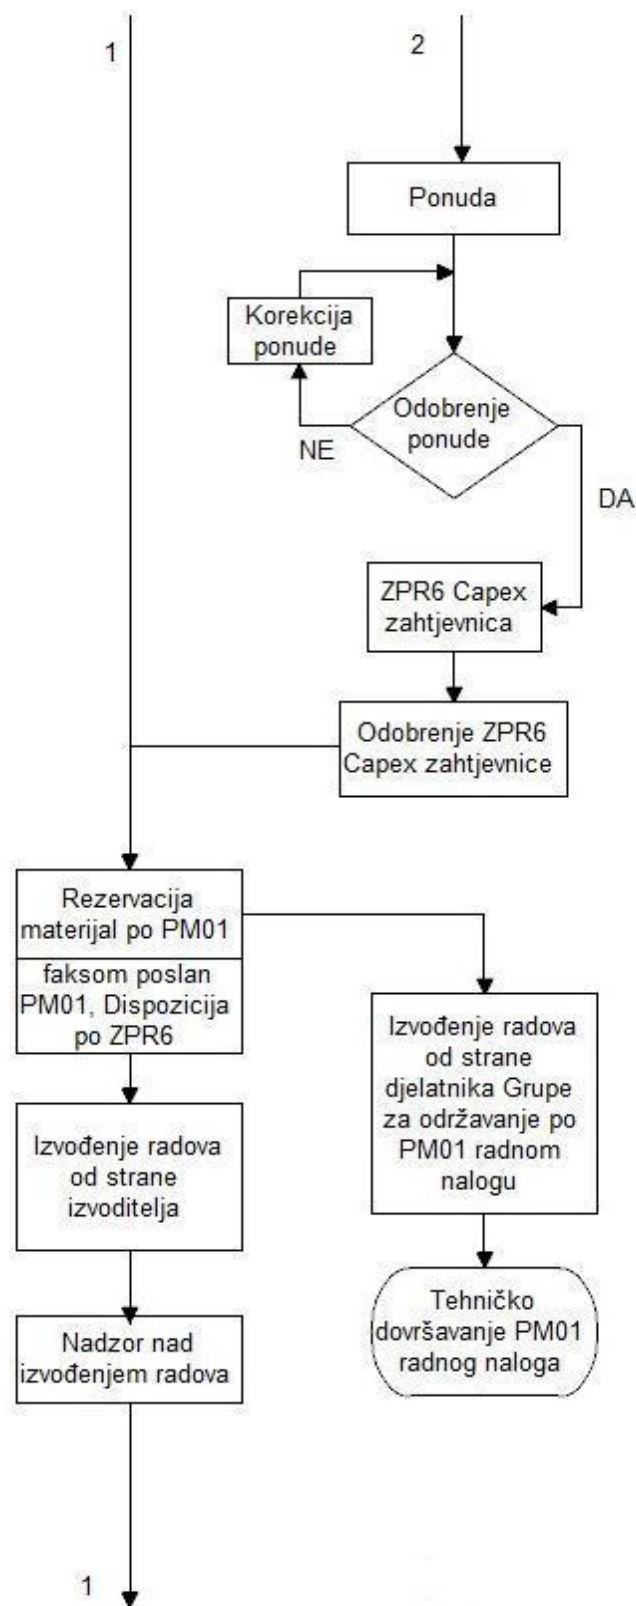 1
2
Ponuda
Korekcija
ponude
Odobrenje
ponude
NE
DA
ZPR6 Capex
zahtjevnica
Odobrenje ZPR6
Capex zahtjevnice
Rezervacija
materijal po PM01
faksom poslan
PM01, Dispozicija
po ZPR6
Izvođenje radova
od strane
djelatnika Grupe
za održavanje po
PM01 radnom
nalogu
Izvođenje radova
od strane
izvoditelja
Tehničko
dovršavanje PM01
radnog naloga
Nadzor nad
izvođenjem radova
1